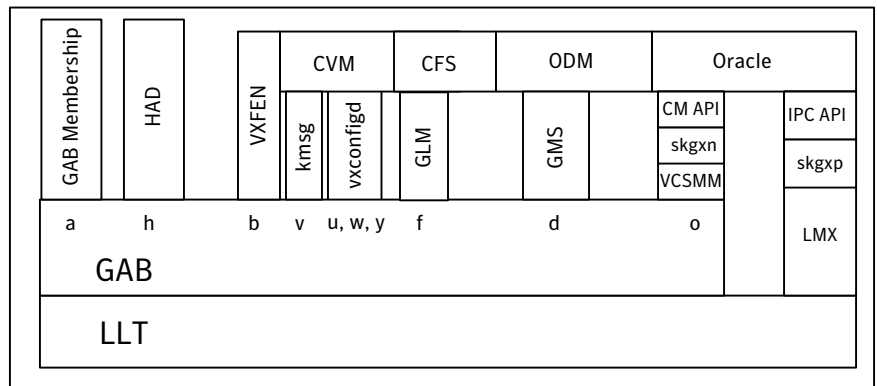 GAB Membership
HAD
VXFEN
CVM
CFS
ODM
Oracle
kmsg
vxconfigd
GLM
GMS
CM API
skgxn
VCSMM
IPC API
skgxp
LMX
a h b v u, w, y f d o
GAB
LLT